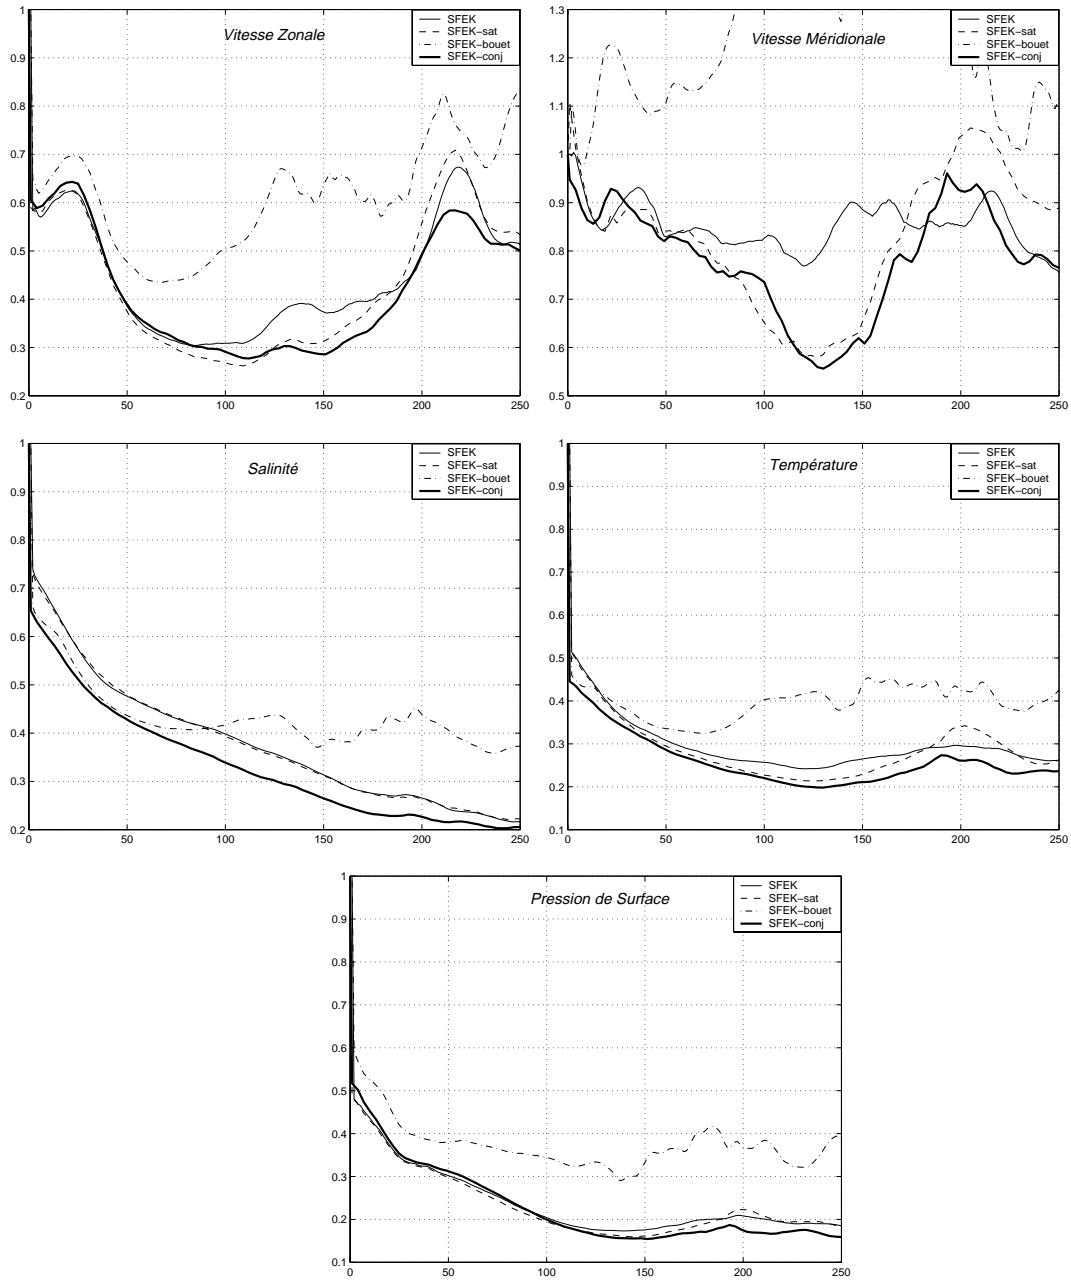 Vitesse Zonale
SFEK
SFEK-sat
SFEK-bouet
SFEK-conj
1
0.9
0.8
0.7
0.6
0.5
0.4
0.3
0.2
0 50 100 150 200 250
Vitesse Méridionale
SFEK
SFEK-sat
SFEK-bouet
SFEK-conj
1.3
1.2
1.1
1
0.9
0.8
0.7
0.6
0.5
0 50 100 150 200 250
Salinité
SFEK
SFEK-sat
SFEK-bouet
SFEK-conj
1
0.9
0.8
0.7
0.6
0.5
0.4
0.3
0.2
0 50 100 150 200 250
Température
SFEK
SFEK-sat
SFEK-bouet
SFEK-conj
1
0.9
0.8
0.7
0.6
0.5
0.4
0.3
0.2
0.1
0 50 100 150 200 250
Pression de Surface
SFEK
SFEK-sat
SFEK-bouet
SFEK-conj
1
0.9
0.8
0.7
0.6
0.5
0.4
0.3
0.2
0.1
0 50 100 150 200 250